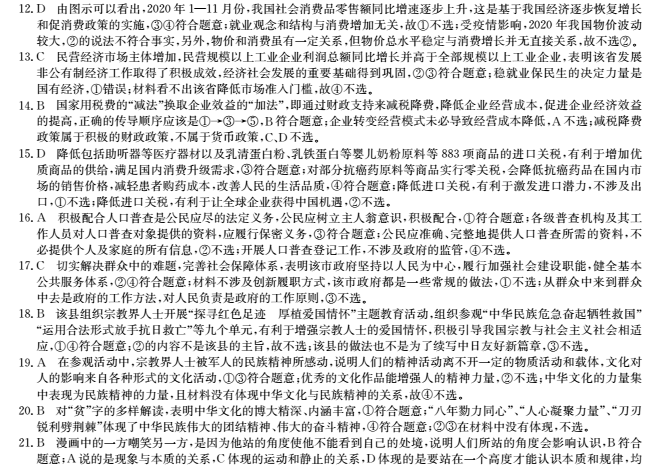 12. D 由图示可以看出,2020 年 1—11 月份,我国社会消费品零售额同比增速逐步上升,这是基于我国经济逐步恢复增长
和促消费政策的实施,③④符合题意;就业观念和结构与消费增加无关,故①不选;受疫情影响,2020 年我国物价波动
较大,②的说法不符合事实,另外,物价和消费虽有一定关系,但物价总水平稳定与消费增长并无直接关系,故不选②。
13. C 民营经济市场主体增加,民营规模以上工业企业利润总额同比增长并高于全部规模以上工业企业,表明该省发展
非公有制经济工作取得了积极成效,经济社会发展的重要基础得到巩固,②③符合题意;稳就业保民生的决定力量是
国有经济,①错误;材料看不出该省降低市场准入门槛,故④不选。
14. B 国家用税费的“减法”换取企业效益的“加法”,即通过财政支持来减税降费,降低企业经营成本,促进企业经济效益
的提高,正确的传导顺序应该是①→③→⑤,B 符合题意;企业转变经营模式未必导致经营成本降低,A 不选;减税降费
政策属于积极的财政政策,不属于货币政策,C、D 不选。
15. D 降低包括助听器等医疗器材以及乳清蛋白粉、乳铁蛋白等婴儿奶粉原料等 883 项商品的进口关税,有利于增加优
质商品的供给,满足国内消费升级需求,③符合题意;对部分抗癌药原料等商品实行零关税,会降低抗癌药品在国内市
场的销售价格,减轻患者购药成本,改善人民的生活品质,④符合题意;降低进口关税,有利于激发进口潜力,不涉及出
口,①不选;降低进口关税,有利于让全球企业获得中国机遇,②不选。
16. A 积极配合人口普查是公民应尽的法定义务,公民应树立主人翁意识,积极配合,①符合题意;各级普查机构及其工
作人员对人口普查对象提供的资料,应履行保密义务,③符合题意;公民应准确、完整地提供人口普查所需的资料,不
必提供个人及家庭的所有信息,②不选;开展人口普查登记工作,不涉及政府的监管,④不选。
17. C 切实解决群众中的难题,完善社会保障体系,表明该市政府坚持以人民为中心,履行加强社会建设职能,健全基本
公共服务体系,②④符合题意;材料不涉及创新履职方式,该市政府都是一些常规的做法,①不选;从群众中来到群众
中去是政府的工作方法,对人民负责是政府的工作原则,③不选。
18. B 该县组织宗教界人士开展“探寻红色足迹 厚植爱国情怀”主题教育活动,组织参观“中华民族危急奋起牺牲救国”
“运用合法形式放手抗日救亡”等九个单元,有利于增强宗教人士的爱国情怀,积极引导我国宗教与社会主义社会相适
应,①④符合题意;②的内容不是该县的主旨,故不选;该县的做法也不是为了续写中日友好新篇章,③不选。
19. A 在参观活动中,宗教界人士被军人的民族精神所感动,说明人们的精神活动离不开一定的物质活动和载体,文化对
人的影响来自各种形式的文化活动,①③符合题意;优秀的文化作品能增强人的精神力量,②不选;中华文化的力量集
中表现为民族精神的力量,且材料没有体现中华文化与民族精神的关系,故④不选。
20. B 对“贫”字的多样解读,表明中华文化的博大精深、内涵丰富,①符合题意;“八年勤力同心”、“人心凝聚力量”、“刀刃
锐利劈荆棘”体现了中华民族伟大的团结精神、伟大的奋斗精神,④符合题意;②③在材料中没有体现,不选。
21. B 漫画中的一方嘲笑另一方,是因为他站的角度使他不能看到自己的处境,说明人们所站的角度会影响认识,B 符合
题意;A 说的是现象与本质的关系,C 体现的运动和静止的关系,D 体现的是要站在一个高度才能认识本质和规律,均